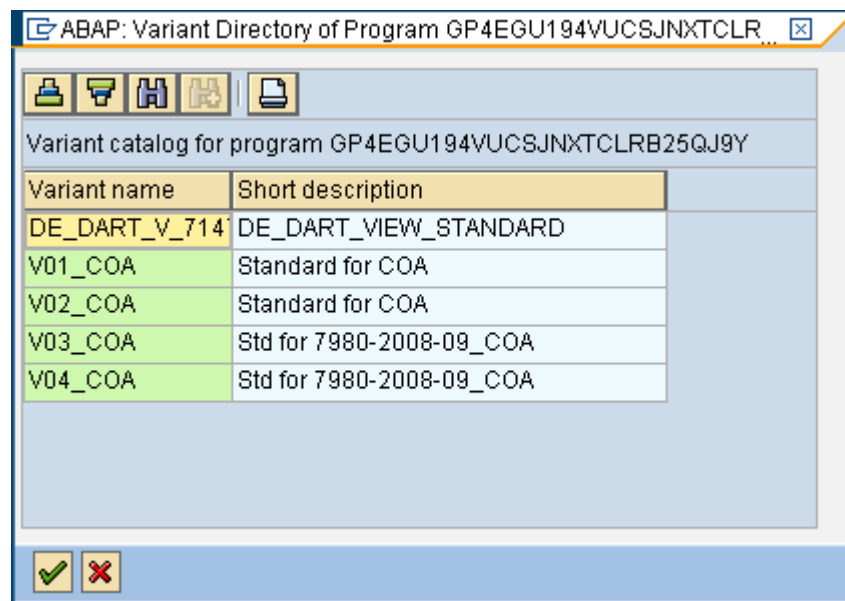 ABAP: Variant Directory of Program GP4EGU194VUCSJNXTCLR...
Variant catalog for program GP4EGU194VUCSJNXTCLRB25QJ9Y
Variant name Short description
DE_DART_V_714 DE_DART_VIEW_STANDARD
V01_COA Standard for COA
V02_COA Standard for COA
V03_COA Std for 7980-2008-09_COA
V04_COA Std for 7980-2008-09_COA